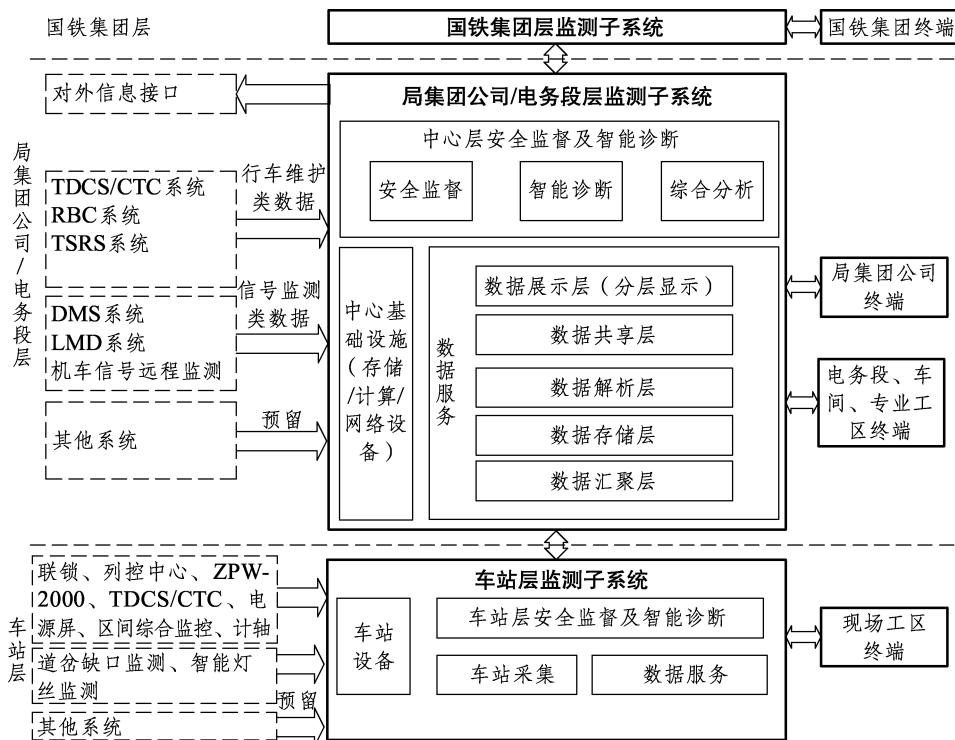 国铁集团层
国铁集团层监测子系统
国铁集团终端
对外信息接口
局集团公司/电务段层监测子系统
中心层安全监督及智能诊断
安全监督
智能诊断
综合分析
局集团公司/电务段层
TDCS/CTC系统
RBC系统
TSRS系统
行车维护
类数据
DMS系统
LMD系统
机车信号远程监测
信号监测
类数据
其他系统
预留
中心基
础设施
(存储
/计算/
网络设
备)
数据服务
数据展示层(分层显示)
数据共享层
数据解析层
数据存储层
数据汇聚层
局集团公司
终端
电务段、车
间、专业工
区终端
车站层
联锁、列控中心、ZPW-
2000、TDCS/CTC、电
源屏、区间综合监控、计轴
道岔缺口监测、智能灯
丝监测
预留
其他系统
车站层监测子系统
车站
设备
车站层安全监督及智能诊断
车站采集
数据服务
现场工区
终端